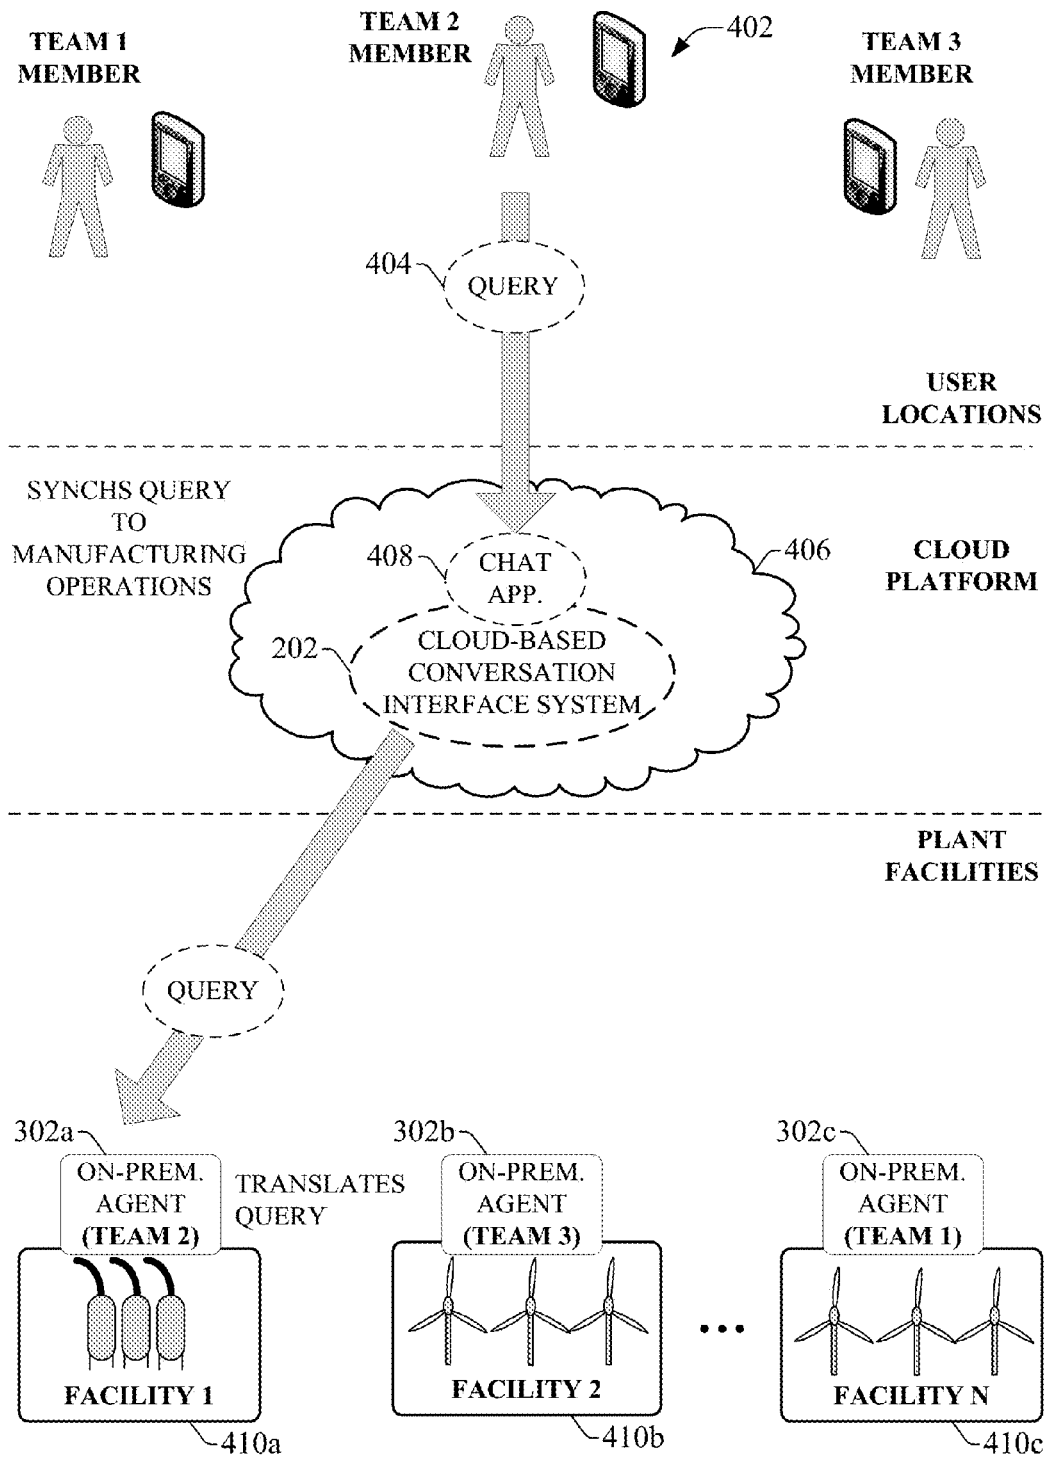 TEAM 1
MEMBER
TEAM 2
MEMBER
402
TEAM 3
MEMBER
404
QUERY
USER
LOCATIONS
SYNCHS QUERY
TO
MANUFACTURING
OPERATIONS
408
CHAT
APP.
406
CLOUD
PLATFORM
202
CLOUD-BASED
CONVERSATION
INTERFACE SYSTEM
PLANT
FACILITIES
QUERY
302a
ON-PREM.
AGENT
(TEAM 2)
TRANSLATES
QUERY
FACILITY 1
410a
302b
ON-PREM.
AGENT
(TEAM 3)
FACILITY 2
410b
302c
ON-PREM.
AGENT
(TEAM 1)
FACILITY N
410c